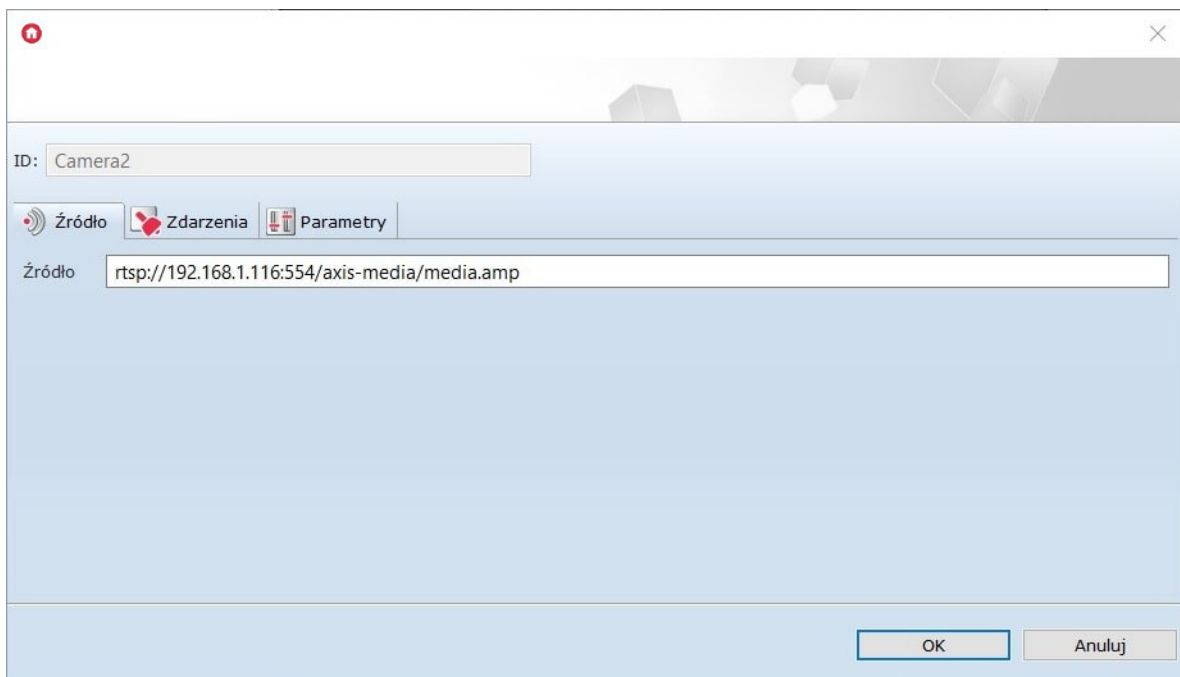 ID: Camera2
Źródło Zdarzenia Parametry
Źródło rtsp://192.168.1.116:554/axis-media/media.amp
OK Anuluj